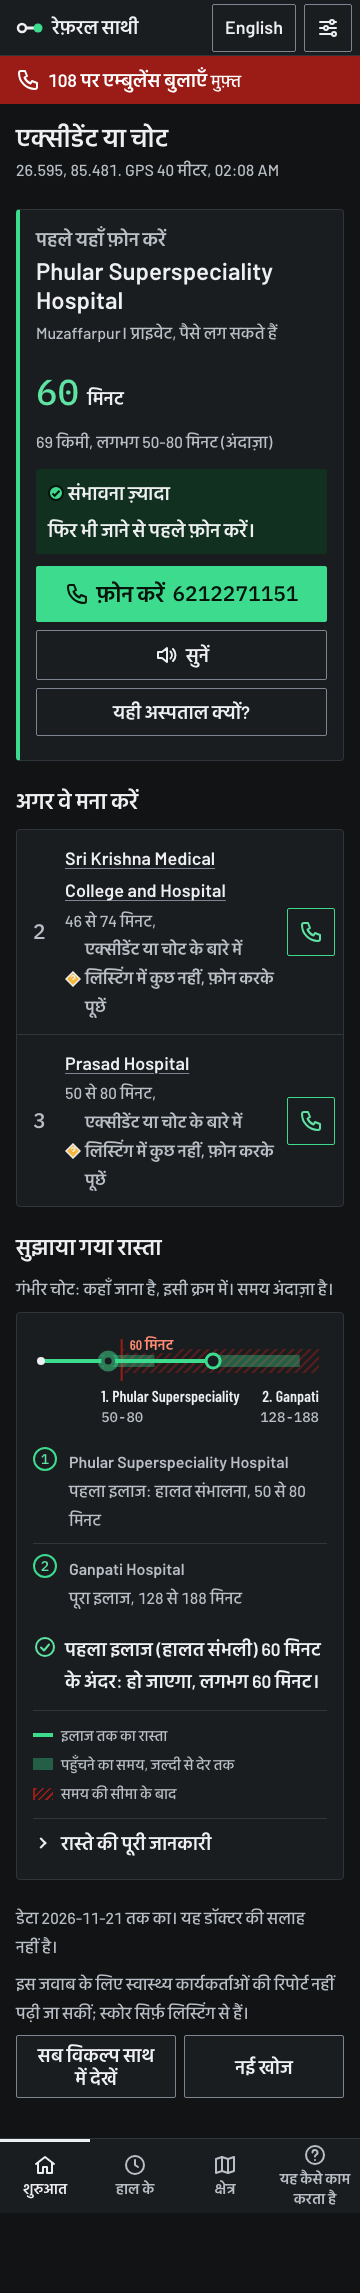 रेफ़रल साथी
English
108 पर एम्बुलेंस बुलाएँ मुफ़्त
एक्सीडेंट या चोट
26.595, 85.481. GPS 40 मीटर, 02:08 AM
पहले यहाँ फ़ोन करें
Phular Superspeciality
Hospital
Muzaffarpur। प्राइवेट, पैसे लग सकते हैं
60 मिनट
69 किमी, लगभग 50-80 मिनट (अंदाज़ा)
संभावना ज़्यादा
फिर भी जाने से पहले फ़ोन करें।
फ़ोन करें 6212271151
सुनें
यही अस्पताल क्यों?
अगर वे मना करें
Sri Krishna Medical
College and Hospital
46 से 74 मिनट,
2
एक्सीडेंट या चोट के बारे में
लिस्टिंग में कुछ नहीं, फ़ोन करके
पूछें
Prasad Hospital
50 से 80 मिनट,
3
एक्सीडेंट या चोट के बारे में
लिस्टिंग में कुछ नहीं, फ़ोन करके
पूछें
सुझाया गया रास्ता
गंभीर चोट: कहाँ जाना है, इसी क्रम में। समय अंदाज़ा है।
60 मिनट
1. Phular Superspeciality
2. Ganpati
50-80
128-188
1 Phular Superspeciality Hospital
पहला इलाज: हालत संभालना, 50 से 80
मिनट
2 Ganpati Hospital
पूरा इलाज, 128 से 188 मिनट
पहला इलाज (हालत संभली) 60 मिनट
के अंदर: हो जाएगा, लगभग 60 मिनट।
इलाज तक का रास्ता
पहुँचने का समय, जल्दी से देर तक
समय की सीमा के बाद
रास्ते की पूरी जानकारी
डेटा 2026-11-21 तक का। यह डॉक्टर की सलाह
नहीं है।
इस जवाब के लिए स्वास्थ्य कार्यकर्ताओं की रिपोर्ट नहीं
पढ़ी जा सकीं; स्कोर सिर्फ़ लिस्टिंग से हैं।
सब विकल्प साथ
में देखें
नई खोज
शुरुआत
हाल के
क्षेत्र
यह कैसे काम
करता है